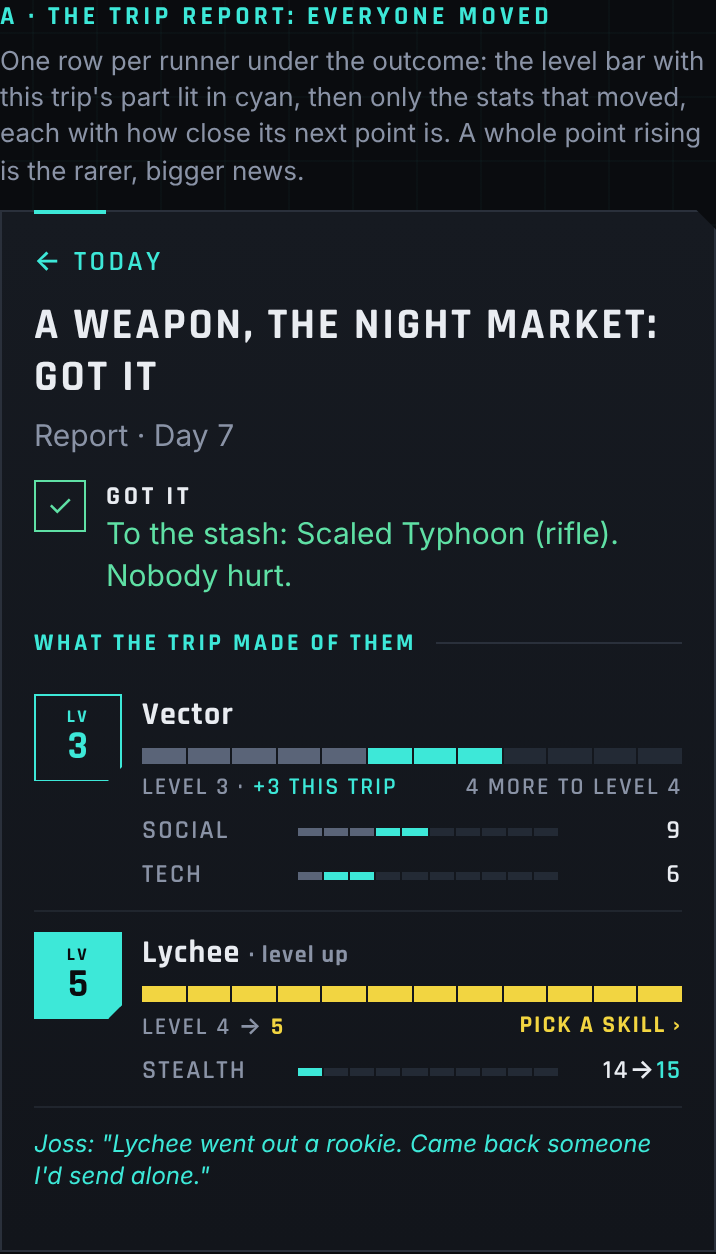 A · THE TRIP REPORT: EVERYONE MOVED
One row per runner under the outcome: the level bar with
this trip's part lit in cyan, then only the stats that moved,
each with how close its next point is. A whole point rising
is the rarer, bigger news.
← TODAY
A WEAPON, THE NIGHT MARKET:
GOT IT
Report · Day 7
GOT IT
To the stash: Scaled Typhoon (rifle).
Nobody hurt.
WHAT THE TRIP MADE OF THEM
LV
3
Vector
LEVEL 3 · +3 THIS TRIP 4 MORE TO LEVEL 4
SOCIAL 9
TECH 6
LV
5
Lychee · level up
LEVEL 4 → 5 PICK A SKILL ›
STEALTH 14→15
Joss: "Lychee went out a rookie. Came back someone
I'd send alone."